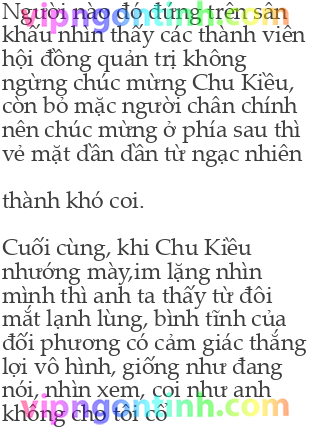 vipngontinh.com
Người nào đó đứng trên sân
khấu nhìn thấy các thành viên
hội đồng quản trị không
ngừng chúc mừng Chu Kiều,
còn bỏ mặc người chân chính
nên chúc mừng ở phía sau thì
vẻ mặt dần dần từ ngạc nhiên
thành khó coi.
Cuối cùng, khi Chu Kiều
nhướng mày,im lặng nhìn
mình thì anh ta thấy từ đôi
mắt lạnh lùng, bình tĩnh của
đối phương có cảm giác thắng
lợi vô hình, giống như đang
nói, nhìn xem, coi như anh
không cho tôi cổ
vipngontinh.com